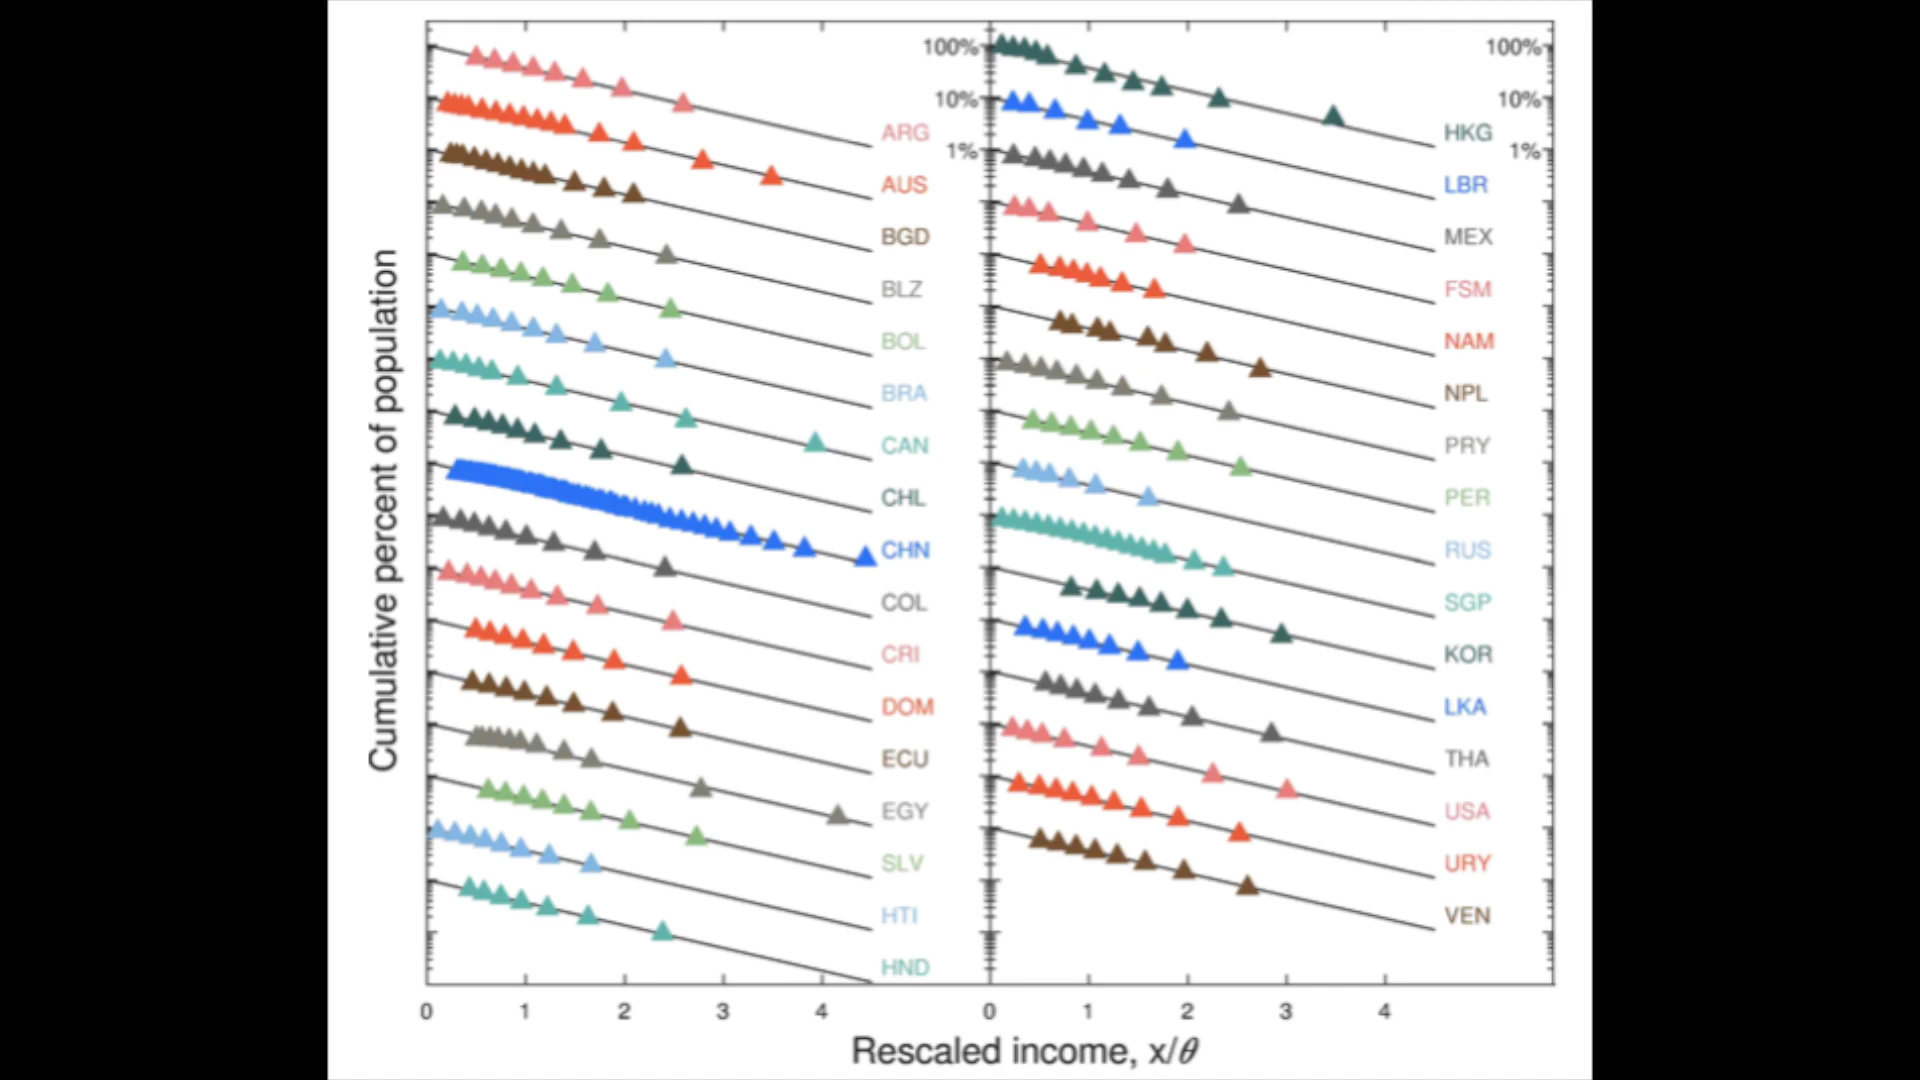 Cumulative percent of population
100%
10%
1%
ARG
AUS
BGD
BLZ
BOL
BRA
CAN
CHL
CHN
COL
CRI
DOM
ECU
EGY
SLV
HTI
HND
0 1 2 3 4
100%
10%
1%
HKG
LBR
MEX
FSM
NAM
NPL
PRY
PER
RUS
SGP
KOR
LKA
THA
USA
URY
VEN
0 1 2 3 4
Rescaled income, x/θ